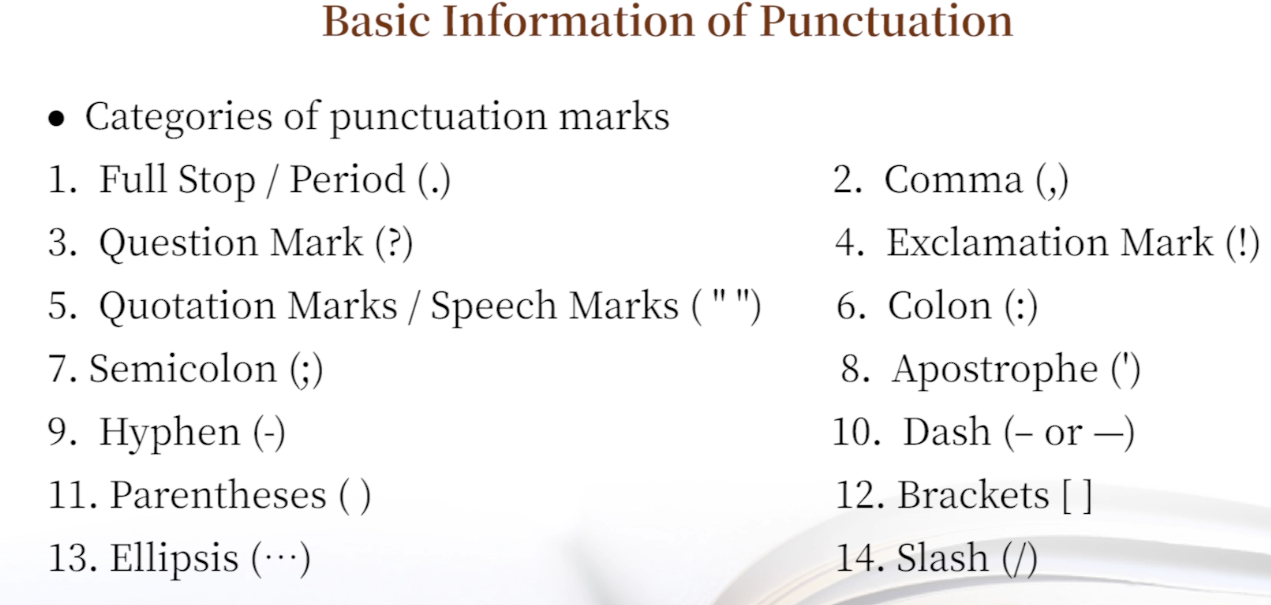 Basic Information of Punctuation
● Categories of punctuation marks
1. Full Stop / Period (.) 2. Comma (,)
3. Question Mark (?) 4. Exclamation Mark (!)
5. Quotation Marks / Speech Marks ( " ") 6. Colon (:)
7. Semicolon (;) 8. Apostrophe (')
9. Hyphen (-) 10. Dash (– or —)
11. Parentheses ( ) 12. Brackets [ ]
13. Ellipsis (⋯) 14. Slash (/)